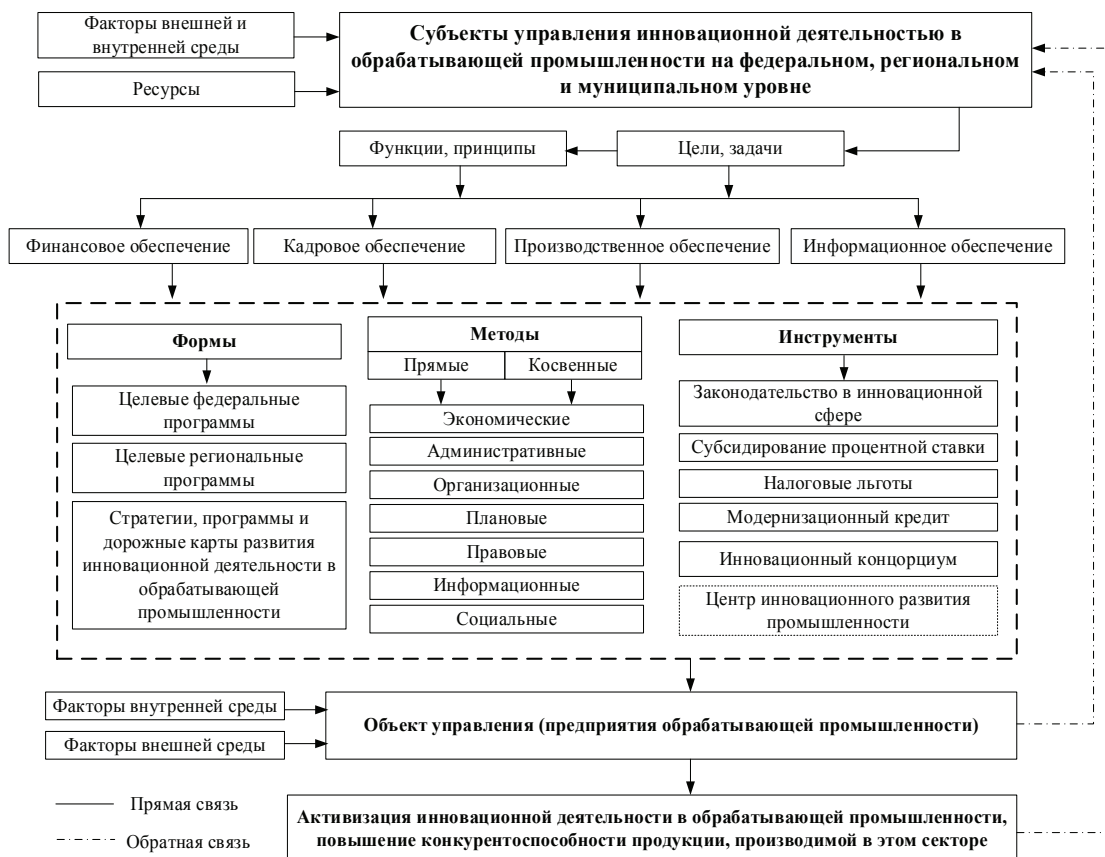 Факторы внешней и
внутренней среды
Ресурсы
Субъекты управления инновационной деятельностью в
обрабатывающей промышленности на федеральном, региональном
и муниципальном уровне
Функции, принципы
Цели, задачи
Финансовое обеспечение
Кадровое обеспечение
Производственное обеспечение
Информационное обеспечение
Формы
Целевые федеральные
программы
Целевые региональные
программы
Стратегии, программы и
дорожные карты развития
инновационной деятельности в
обрабатывающей
промышленности
Методы
Прямые
Косвенные
Экономические
Административные
Организационные
Плановые
Правовые
Информационные
Социальные
Инструменты
Законодательство в инновационной
сфере
Субсидирование процентной ставки
Налоговые льготы
Модернизационный кредит
Инновационный концорциум
Центр инновационного развития
промышленности
Факторы внутренней среды
Факторы внешней среды
Объект управления (предприятия обрабатывающей промышленности)
Прямая связь
Обратная связь
Активизация инновационной деятельности в обрабатывающей промышленности,
повышение конкурентоспособности продукции, производимой в этом секторе